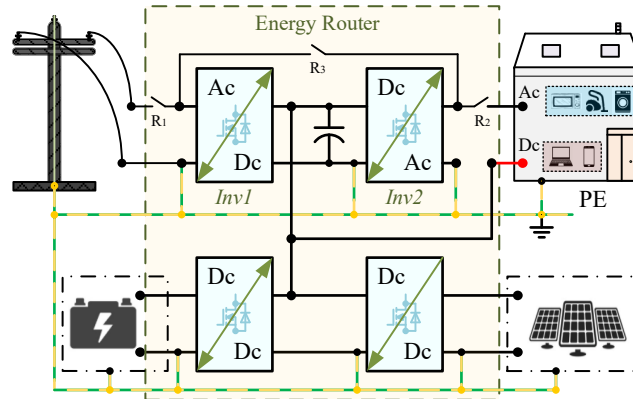 Energy Router
R₃
R₁
R₂
Ac
Dc
Dc
Ac
Inv1
Inv2
Ac
Dc
PE
Dc
Dc
Dc
Dc